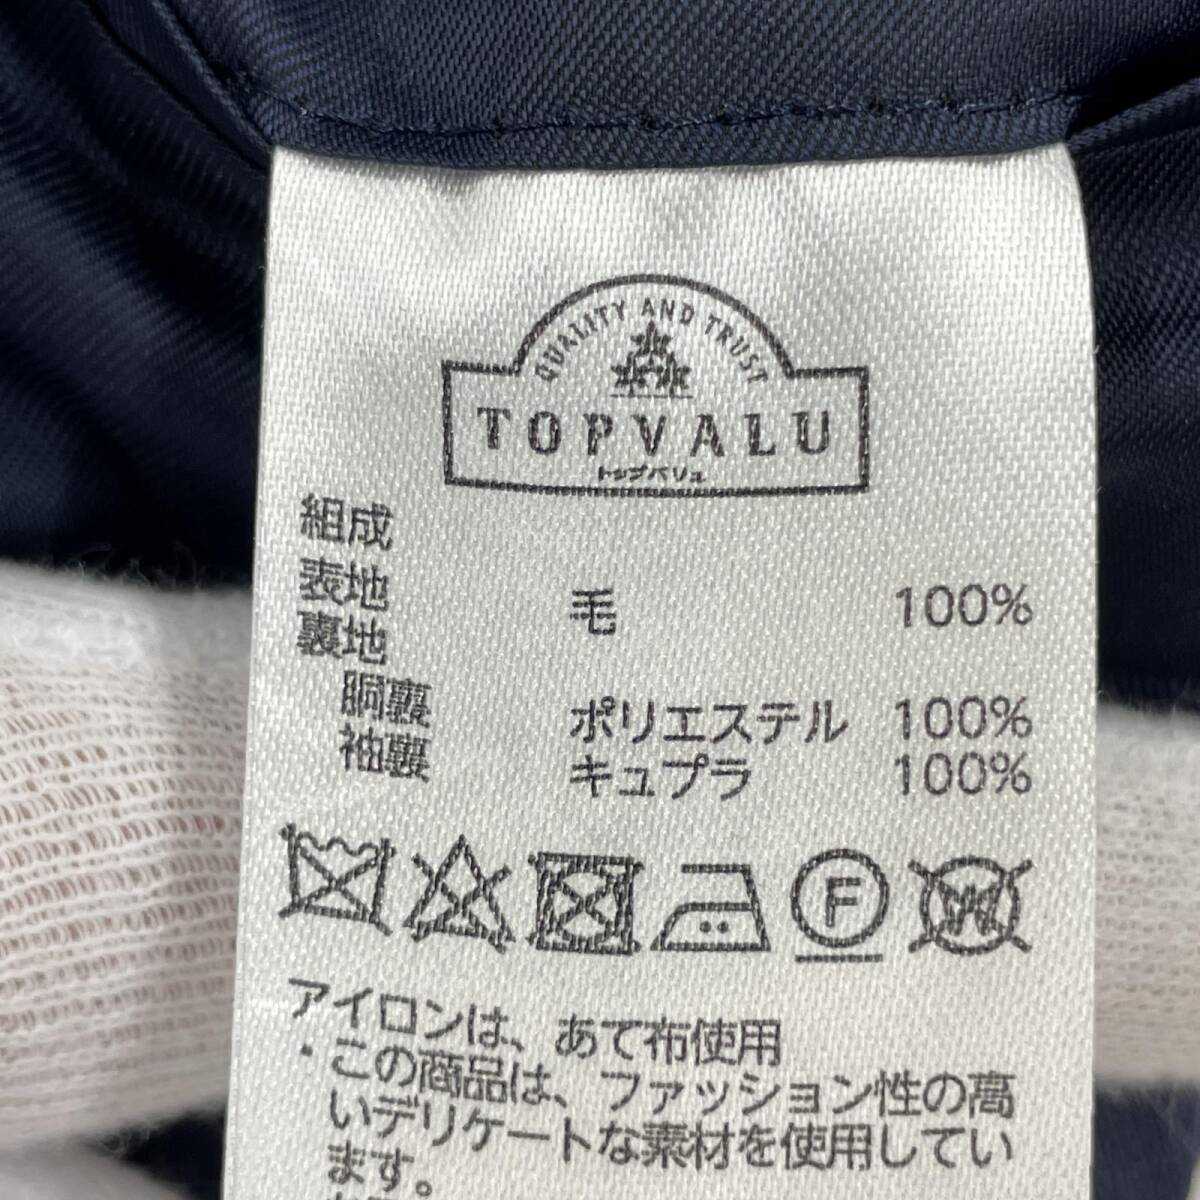 QUALITY AND TRUST
TOPVALU
トップバリュ
組成
表地 毛 100%
裏地
胴裏 ポリエステル 100%
袖裏 キュプラ 100%
F W
アイロンは、あて布使用
・この商品は、ファッション性の高
いデリケートな素材を使用してい
ます。